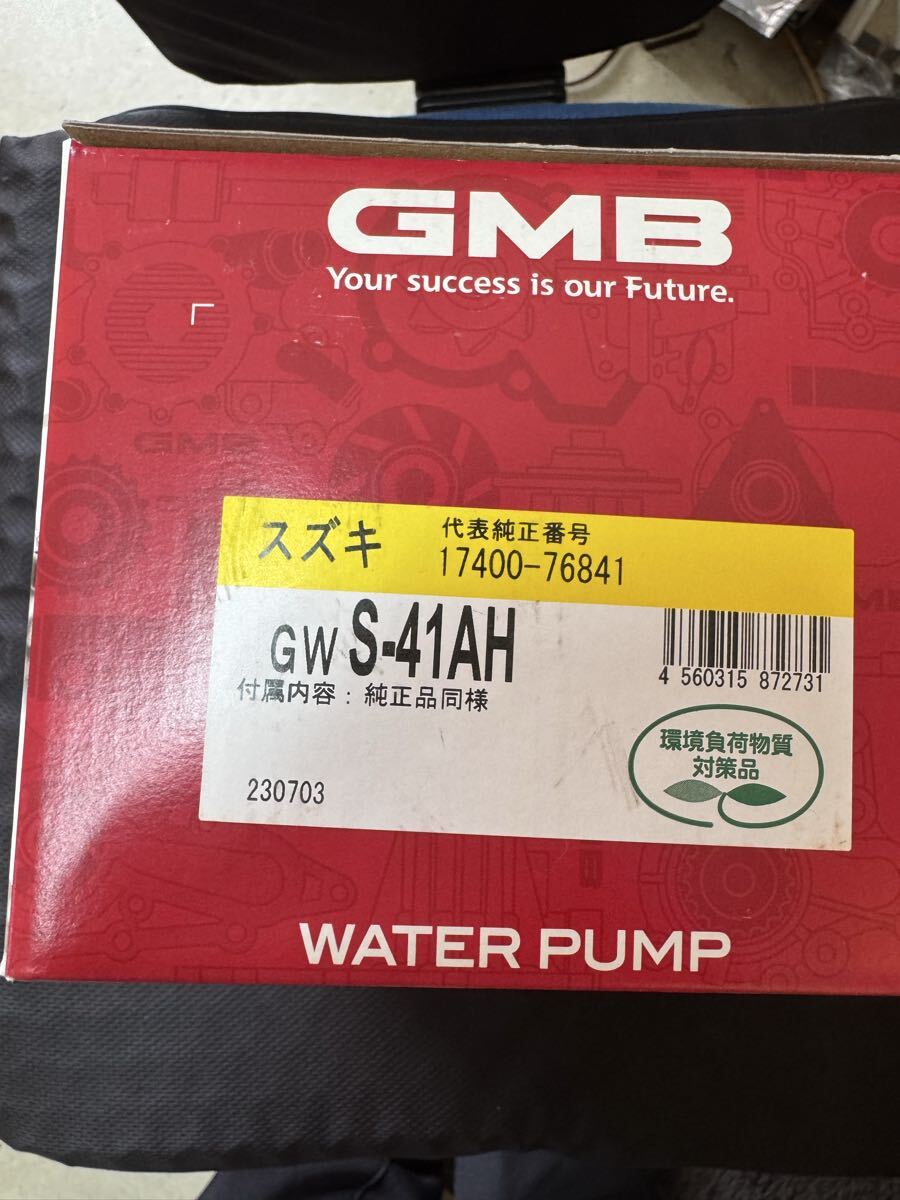 GMB
Your success is our Future.
GMB
スズキ
代表純正番号
17400-76841
GW S-41AH
付属内容：純正品同様
4 560315 872731
環境負荷物質
対策品
230703
WATER PUMP